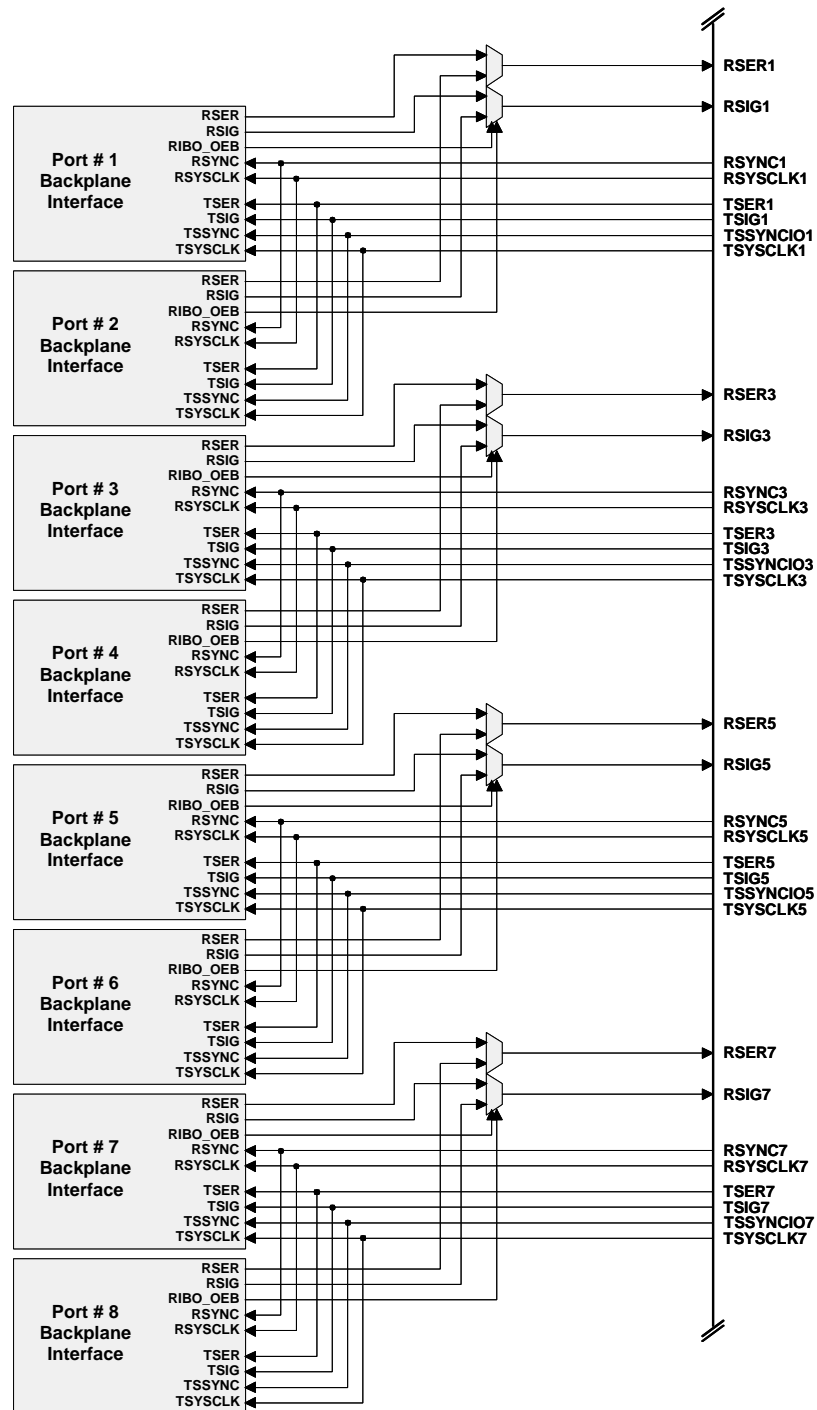 RSER1
RSIG1
Port # 1
Backplane
Interface
RSER
RSIG
RIBO_OEB
RSYNC
RSYSCLK
TSER
TSIG
TSSYNC
TSYSCLK
RSYNC1
RSYSCLK1
TSER1
TSIG1
TSSYNCIO1
TSYSCLK1
Port # 2
Backplane
Interface
RSER
RSIG
RIBO_OEB
RSYNC
RSYSCLK
TSER
TSIG
TSSYNC
TSYSCLK
RSER3
RSIG3
Port # 3
Backplane
Interface
RSER
RSIG
RIBO_OEB
RSYNC
RSYSCLK
TSER
TSIG
TSSYNC
TSYSCLK
RSYNC3
RSYSCLK3
TSER3
TSIG3
TSSYNCIO3
TSYSCLK3
Port # 4
Backplane
Interface
RSER
RSIG
RIBO_OEB
RSYNC
RSYSCLK
TSER
TSIG
TSSYNC
TSYSCLK
RSER5
RSIG5
Port # 5
Backplane
Interface
RSER
RSIG
RIBO_OEB
RSYNC
RSYSCLK
TSER
TSIG
TSSYNC
TSYSCLK
RSYNC5
RSYSCLK5
TSER5
TSIG5
TSSYNCIO5
TSYSCLK5
Port # 6
Backplane
Interface
RSER
RSIG
RIBO_OEB
RSYNC
RSYSCLK
TSER
TSIG
TSSYNC
TSYSCLK
RSER7
RSIG7
Port # 7
Backplane
Interface
RSER
RSIG
RIBO_OEB
RSYNC
RSYSCLK
TSER
TSIG
TSSYNC
TSYSCLK
RSYNC7
RSYSCLK7
TSER7
TSIG7
TSSYNCIO7
TSYSCLK7
Port # 8
Backplane
Interface
RSER
RSIG
RIBO_OEB
RSYNC
RSYSCLK
TSER
TSIG
TSSYNC
TSYSCLK